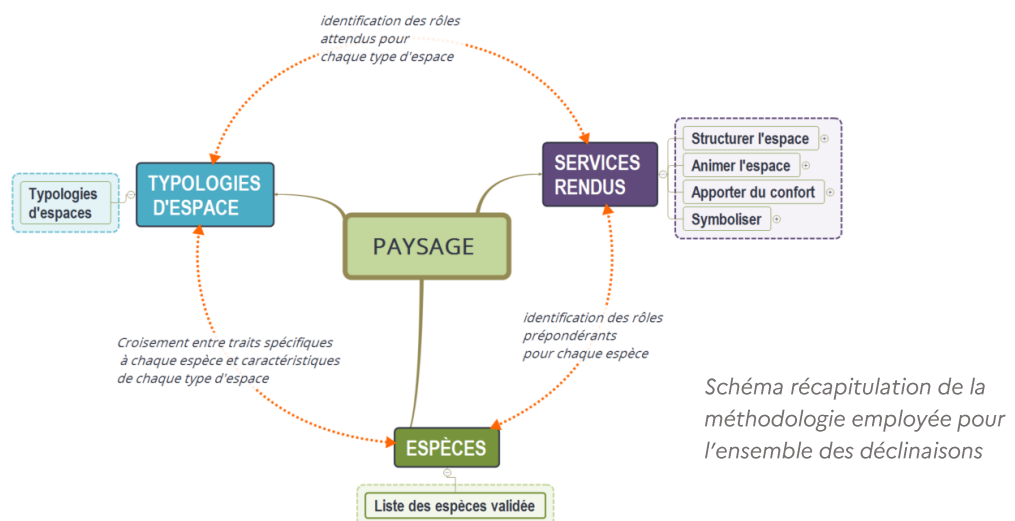 identification des rôles
attendus pour
chaque type d'espace
TYPOLOGIES
D'ESPACE
Typologies
d'espaces
SERVICES
RENDUS
Structurer l'espace
Animer l'espace
Apporter du confort
Symboliser
PAYSAGE
identification des rôles
prépondérants
pour chaque espèce
Croisement entre traits spécifiques
à chaque espèce et caractéristiques
de chaque type d'espace
ESPÈCES
Liste des espèces validée
Schéma récapitulation de la
méthodologie employée pour
l'ensemble des déclinaisons